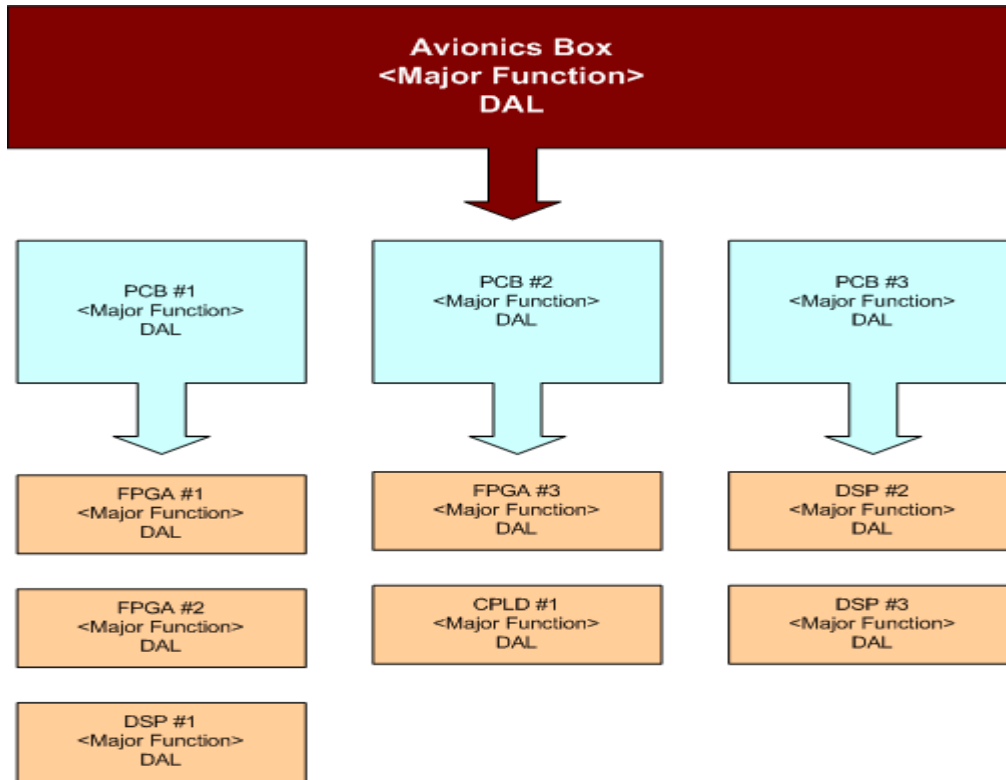 Avionics Box
<Major Function>
DAL
PCB #1
<Major Function>
DAL
PCB #2
<Major Function>
DAL
PCB #3
<Major Function>
DAL
FPGA #1
<Major Function>
DAL
FPGA #3
<Major Function>
DAL
DSP #2
<Major Function>
DAL
FPGA #2
<Major Function>
DAL
CPLD #1
<Major Function>
DAL
DSP #3
<Major Function>
DAL
DSP #1
<Major Function>
DAL